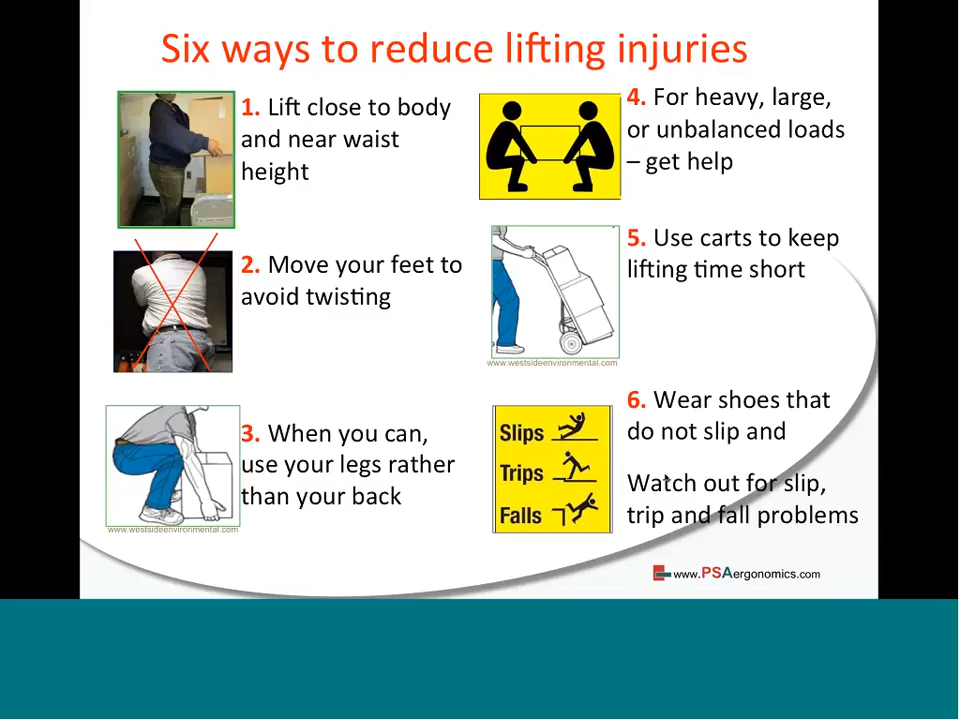 Six ways to reduce lifting injuries
1. Lift close to body
and near waist
height
2. Move your feet to
avoid twisting
3. When you can,
use your legs rather
than your back
www.westsideenvironmental.com
4. For heavy, large,
or unbalanced loads
– get help
5. Use carts to keep
lifting time short
www.westsideenvironmental.com
Slips
Trips
Falls
6. Wear shoes that
do not slip and
Watch out for slip,
trip and fall problems
www.PSAergonomics.com